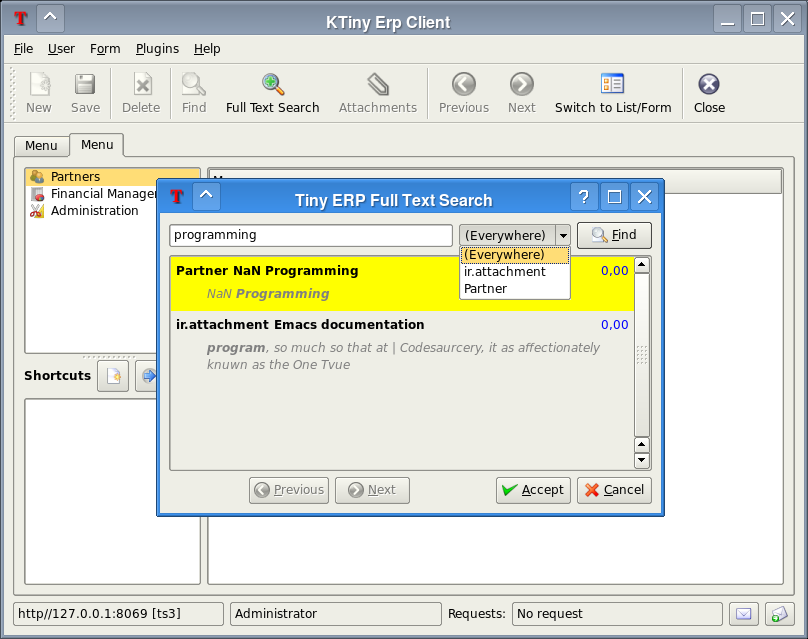 KTiny Erp Client
File User Form Plugins Help
New Save Delete Find Full Text Search Attachments Previous Next Switch to List/Form Close
Menu Menu
Partners
Financial Manager
Administration
Shortcuts
Tiny ERP Full Text Search
programming (Everywhere) Find
(Everywhere)
ir.attachment
Partner
Partner NaN Programming 0,00
NaN Programming
ir.attachment Emacs documentation 0,00
program, so much so that at | Codesaurcery, it as affectionately
knunwn as the One Tvue
Previous Next Accept Cancel
http//127.0.0.1:8069 [ts3] Administrator Requests: No request